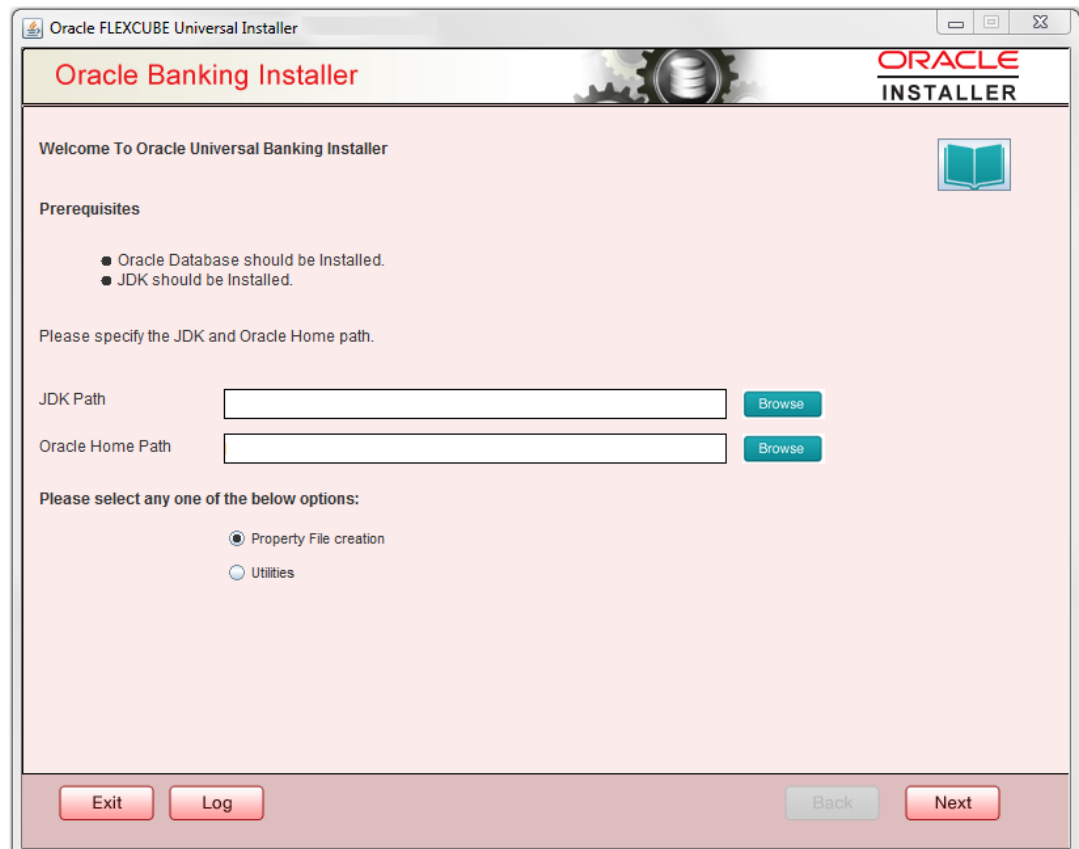 Oracle FLEXCUBE Universal Installer
Oracle Banking Installer
ORACLE
INSTALLER
Welcome To Oracle Universal Banking Installer
Prerequisites
Oracle Database should be Installed.
JDK should be Installed.
Please specify the JDK and Oracle Home path.
JDK Path
Browse
Oracle Home Path
Browse
Please select any one of the below options:
Property File creation
Utilities
Exit
Log
Back
Next